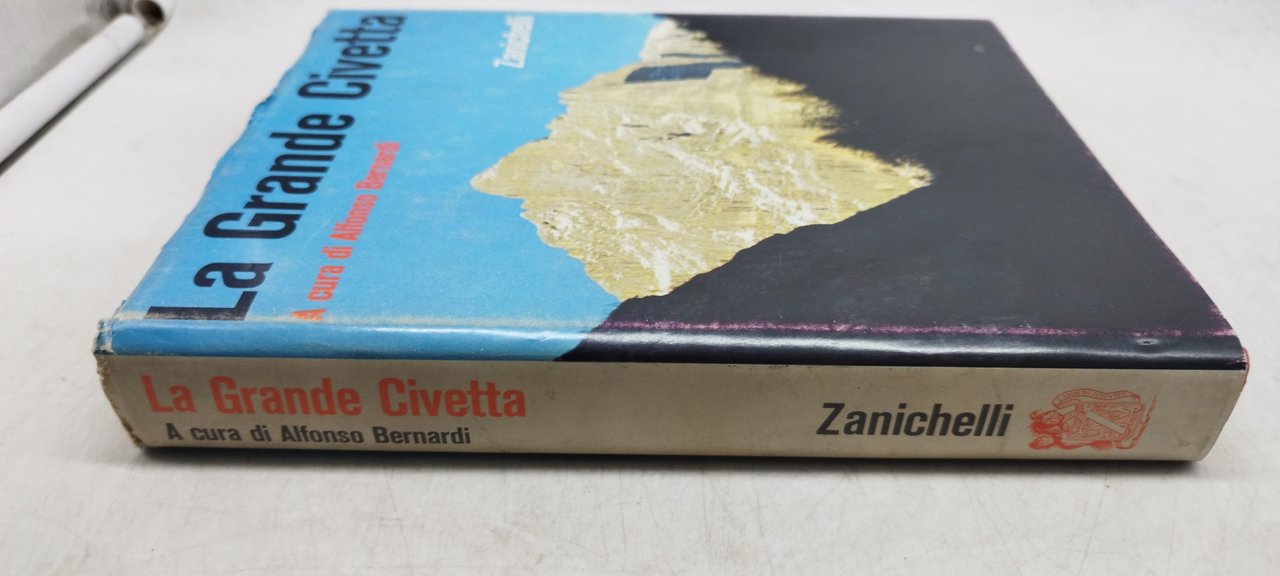 La Grande Civetta
A cura di Alfonso Bernardi
Zanichelli
La Grande Civetta
A cura di Alfonso Bernardi
Zanichelli